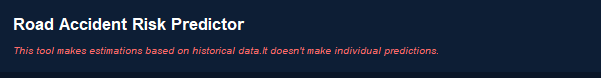 Road Accident Risk Predictor
This tool makes estimations based on historical data.It doesn't make individual predictions.